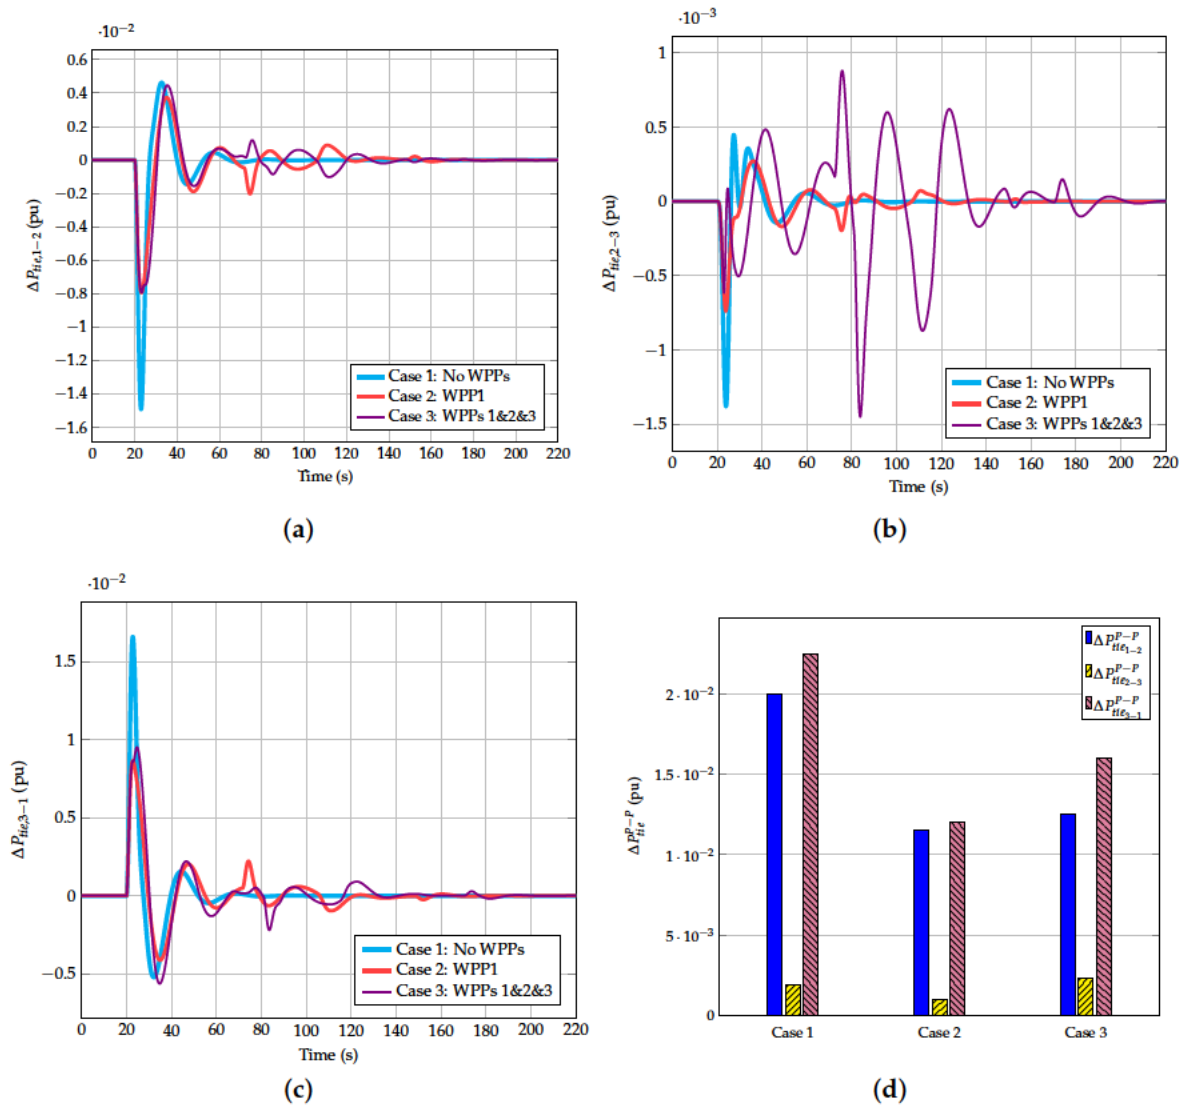 ·10⁻²
0.6
0.4
0.2
0
−0.2
−0.4
−0.6
−0.8
−1
−1.2
−1.4
−1.6
ΔP_tie,1−2 (pu)
Case 1: No WPPs
Case 2: WPP1
Case 3: WPPs 1&2&3
0 20 40 60 80 100 120 140 160 180 200 220
Time (s)
(a)
·10⁻³
1
0.5
0
−0.5
−1
−1.5
ΔP_tie,2−3 (pu)
Case 1: No WPPs
Case 2: WPP1
Case 3: WPPs 1&2&3
0 20 40 60 80 100 120 140 160 180 200 220
Time (s)
(b)
·10⁻²
1.5
1
0.5
0
−0.5
ΔP_tie,3−1 (pu)
Case 1: No WPPs
Case 2: WPP1
Case 3: WPPs 1&2&3
0 20 40 60 80 100 120 140 160 180 200 220
Time (s)
(c)
ΔP^P−P_tie1−2
ΔP^P−P_tie2−3
ΔP^P−P_tie3−1
2 · 10⁻²
1.5 · 10⁻²
1 · 10⁻²
5 · 10⁻³
0
ΔP^P−P_tie (pu)
Case 1 Case 2 Case 3
(d)